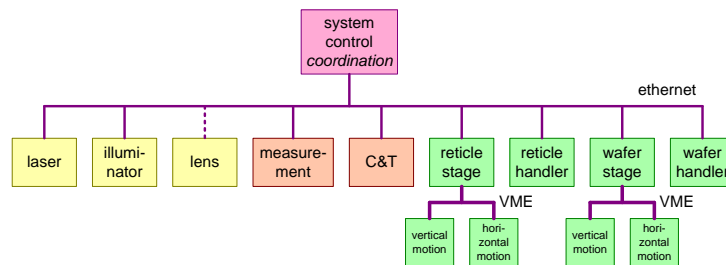 system
control
coordination
ethernet
laser
illumi-
nator
lens
measure-
ment
C&T
reticle
stage
reticle
handler
wafer
stage
wafer
handler
VME
VME
vertical
motion
hori-
zontal
motion
vertical
motion
hori-
zontal
motion